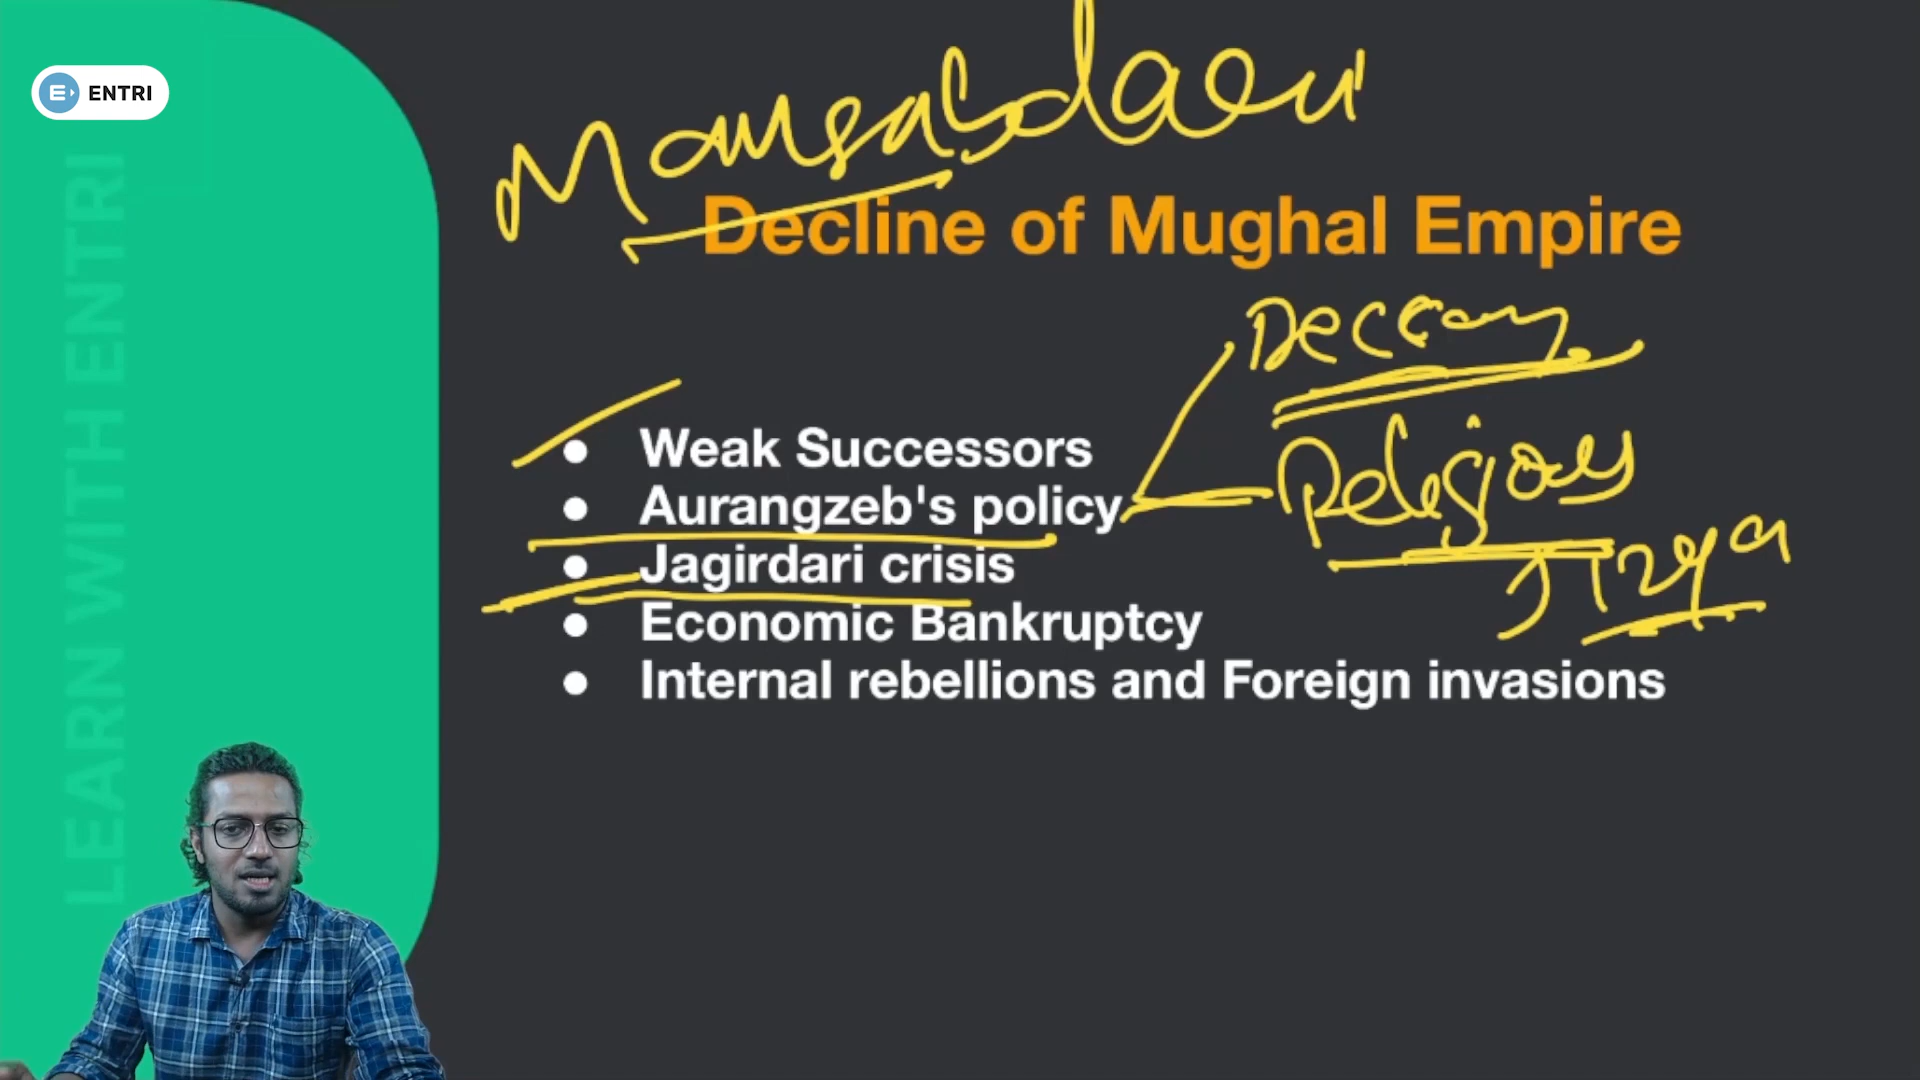 ENTRI
LEARN WITH ENTRI
Mansabdari
Decline of Mughal Empire
Deccan
Religious
Jizya
● Weak Successors
● Aurangzeb's policy
● Jagirdari crisis
● Economic Bankruptcy
● Internal rebellions and Foreign invasions